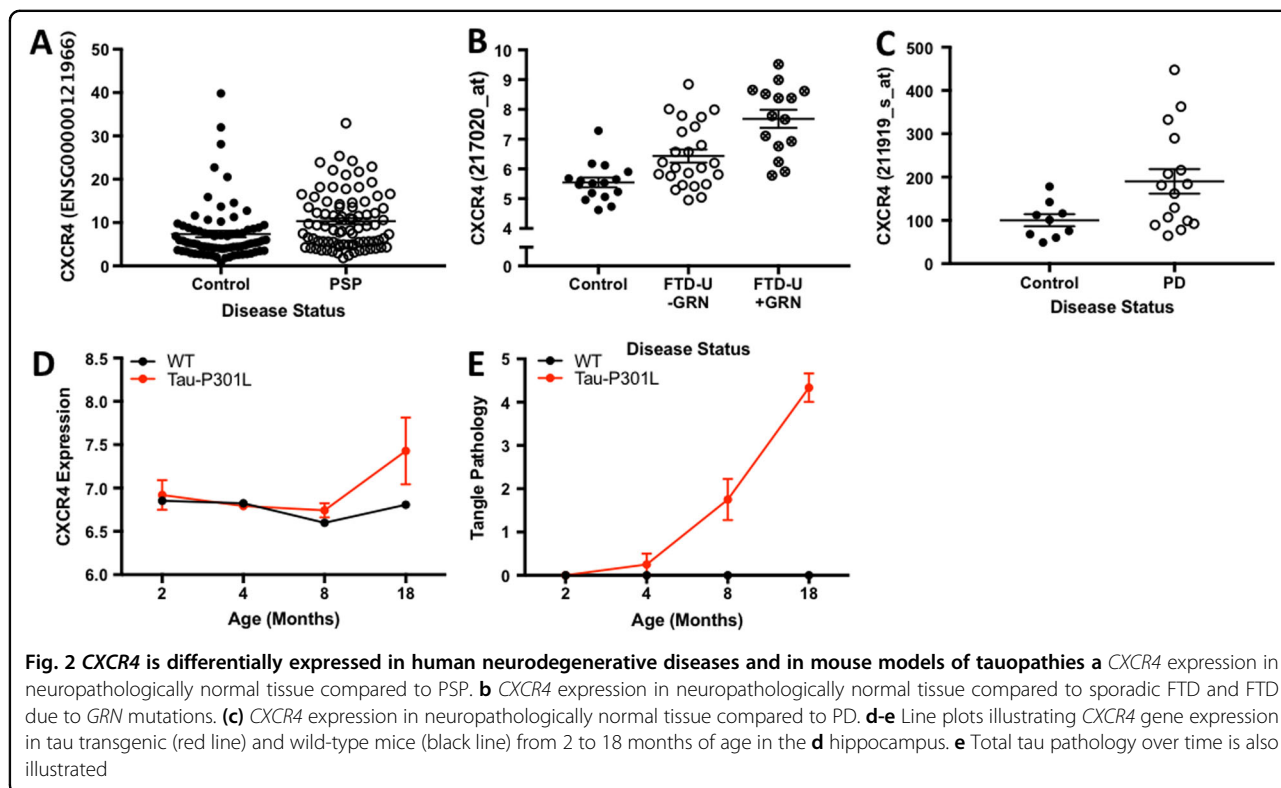 A
CXCR4 (ENSG00000121966)
50
40
30
20
10
0
Control
PSP
Disease Status
B
CXCR4 (217020_at)
10
9
8
7
6
5
4
0
Control
FTD-U
-GRN
FTD-U
+GRN
Disease Status
C
CXCR4 (211919_s_at)
500
400
300
200
100
0
Control
PD
Disease Status
D
WT
Tau-P301L
CXCR4 Expression
8.5
8.0
7.5
7.0
6.5
6.0
2
4
8
18
Age (Months)
E
WT
Tau-P301L
Tangle Pathology
5
4
3
2
1
0
2
4
8
18
Age (Months)
Fig. 2 CXCR4 is differentially expressed in human neurodegenerative diseases and in mouse models of tauopathies a CXCR4 expression in
neuropathologically normal tissue compared to PSP. b CXCR4 expression in neuropathologically normal tissue compared to sporadic FTD and FTD
due to GRN mutations. (c) CXCR4 expression in neuropathologically normal tissue compared to PD. d-e Line plots illustrating CXCR4 gene expression
in tau transgenic (red line) and wild-type mice (black line) from 2 to 18 months of age in the d hippocampus. e Total tau pathology over time is also
illustrated